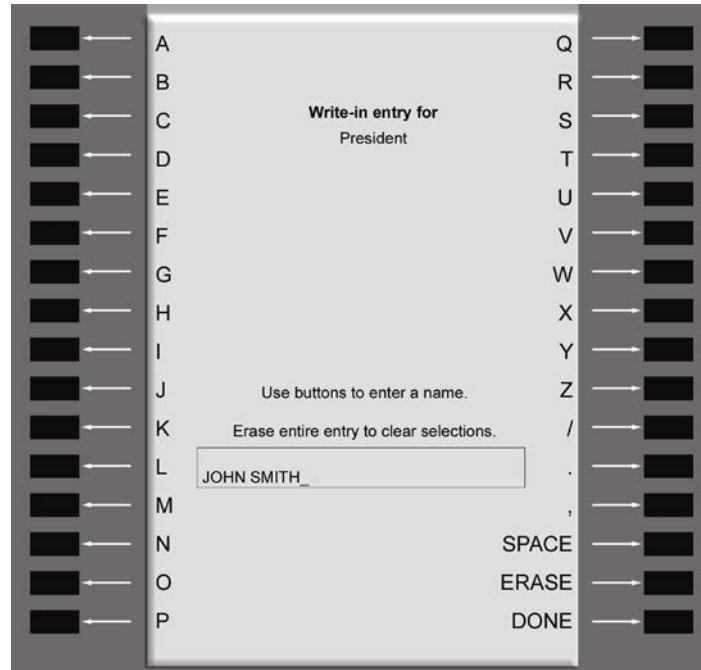 A
B
C
D
E
F
G
H
I
J
K
L
M
N
O
P
Write-in entry for
President
Use buttons to enter a name.
Erase entire entry to clear selections.
JOHN SMITH_
Q
R
S
T
U
V
W
X
Y
Z
/
.
,
SPACE
ERASE
DONE